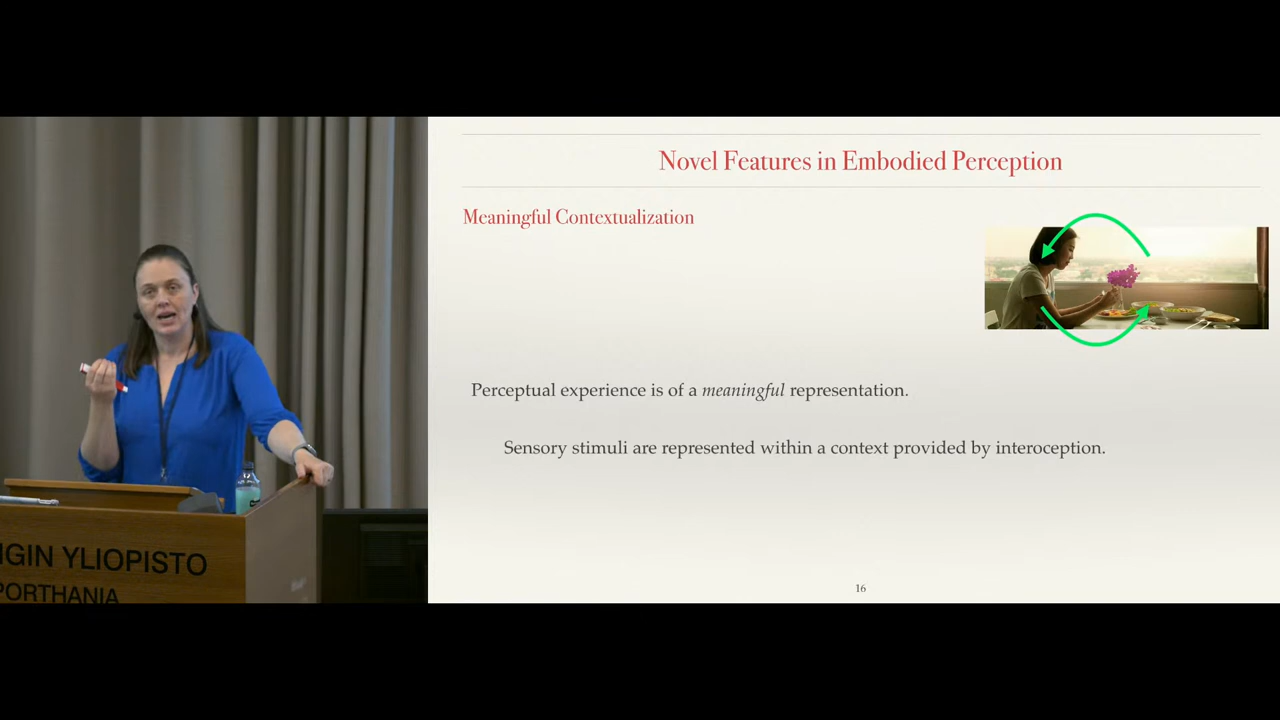 Novel Features in Embodied Perception
Meaningful Contextualization
Perceptual experience is of a meaningful representation.
Sensory stimuli are represented within a context provided by interoception.
16
IGIN YLIOPISTO
PORTHANIA